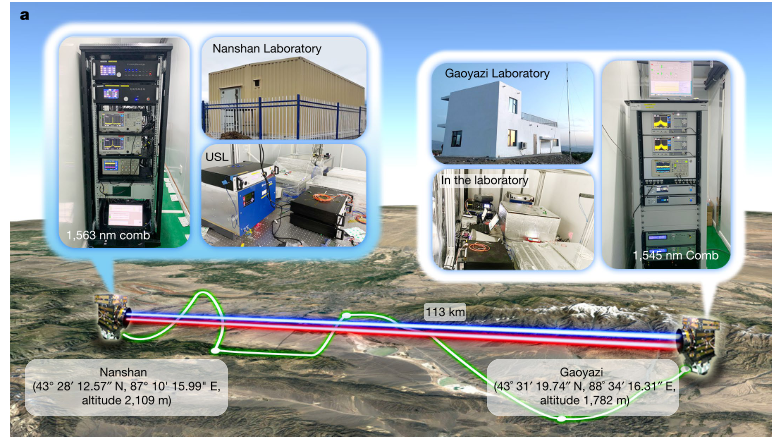 a
Nanshan Laboratory
USL
1,563 nm comb
Gaoyazi Laboratory
In the laboratory
1,545 nm Comb
113 km
Nanshan
(43° 28′ 12.57″ N, 87° 10' 15.99" E,
altitude 2,109 m)
Gaoyazi
(43° 31′ 19.74″ N, 88° 34′ 16.31″ E,
altitude 1,782 m)